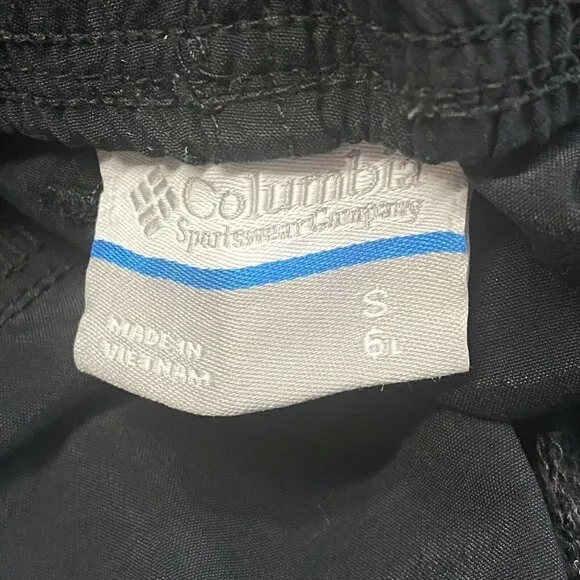 Columbia
Sportswear Company
S
6L
MADE IN
VIETNAM